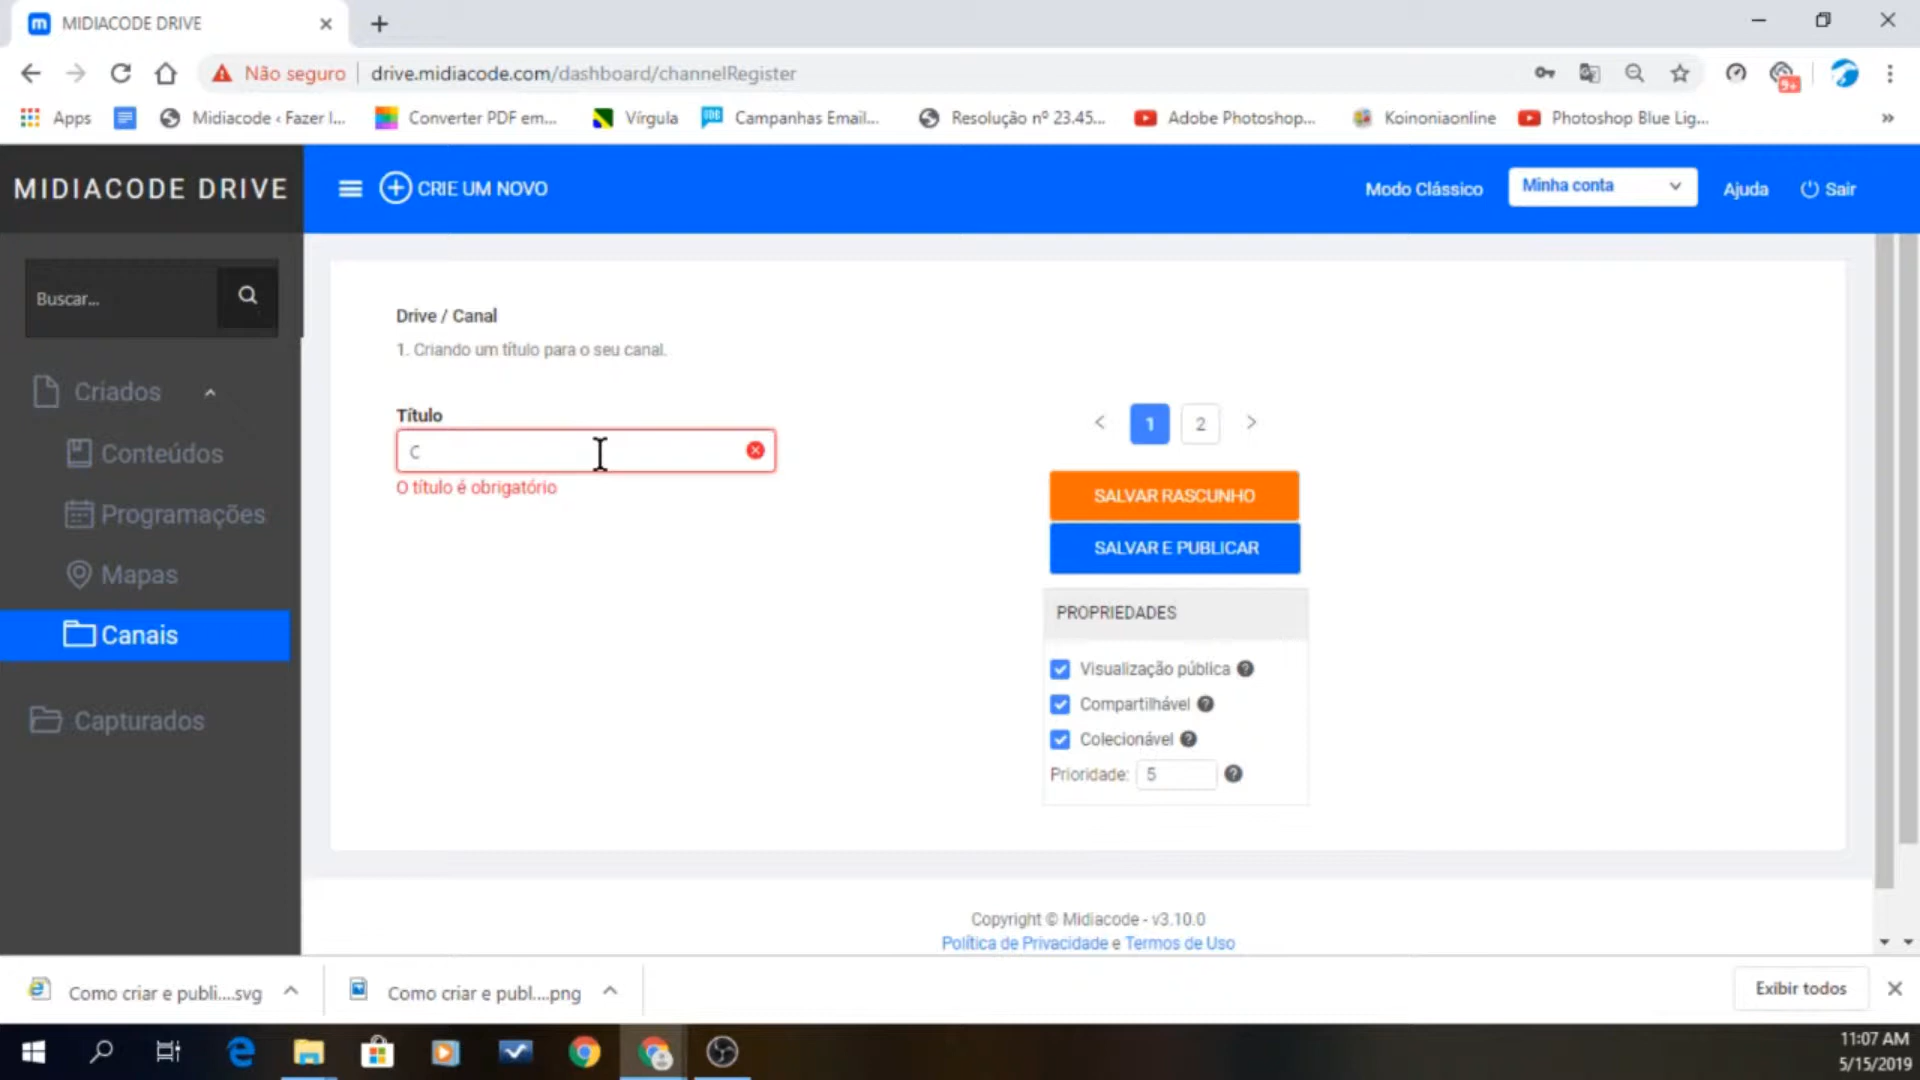 MIDIACODE DRIVE
Não seguro
drive.midiacode.com/dashboard/channelRegister
9+
Apps
Midiacode ‹ Fazer l...
Converter PDF em...
Vírgula
Campanhas Email...
Resolução nº 23.45...
Adobe Photoshop...
Koinoniaonline
Photoshop Blue Lig...
»
MIDIACODE DRIVE
CRIE UM NOVO
Modo Clássico
Minha conta
Ajuda
Sair
Buscar...
Criados
Conteúdos
Programações
Mapas
Canais
Capturados
Drive / Canal
1. Criando um título para o seu canal.
Título
C
O título é obrigatório
< 1 2 >
SALVAR RASCUNHO
SALVAR E PUBLICAR
PROPRIEDADES
Visualização pública ?
Compartilhável ?
Colecionável ?
Prioridade: 5 ?
Copyright © Midiacode - v3.10.0
Política de Privacidade e Termos de Uso
Como criar e publi....svg
Como criar e publ....png
Exibir todos
11:07 AM
5/15/2019